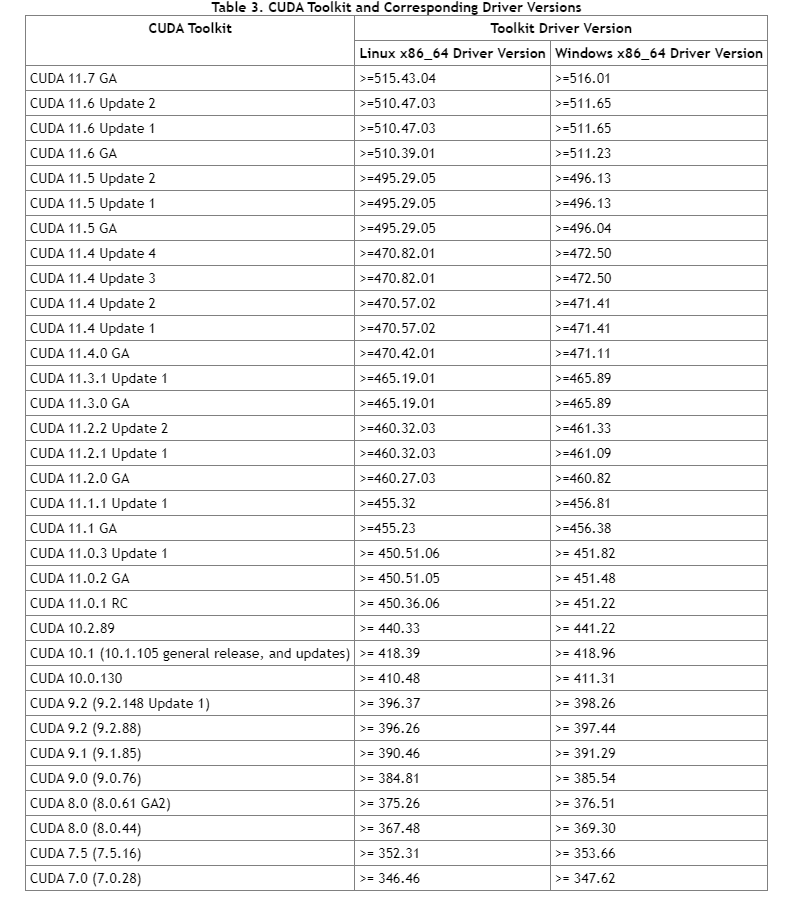 Table 3. CUDA Toolkit and Corresponding Driver Versions
CUDA Toolkit Toolkit Driver Version
Linux x86_64 Driver Version Windows x86_64 Driver Version
CUDA 11.7 GA >=515.43.04 >=516.01
CUDA 11.6 Update 2 >=510.47.03 >=511.65
CUDA 11.6 Update 1 >=510.47.03 >=511.65
CUDA 11.6 GA >=510.39.01 >=511.23
CUDA 11.5 Update 2 >=495.29.05 >=496.13
CUDA 11.5 Update 1 >=495.29.05 >=496.13
CUDA 11.5 GA >=495.29.05 >=496.04
CUDA 11.4 Update 4 >=470.82.01 >=472.50
CUDA 11.4 Update 3 >=470.82.01 >=472.50
CUDA 11.4 Update 2 >=470.57.02 >=471.41
CUDA 11.4 Update 1 >=470.57.02 >=471.41
CUDA 11.4.0 GA >=470.42.01 >=471.11
CUDA 11.3.1 Update 1 >=465.19.01 >=465.89
CUDA 11.3.0 GA >=465.19.01 >=465.89
CUDA 11.2.2 Update 2 >=460.32.03 >=461.33
CUDA 11.2.1 Update 1 >=460.32.03 >=461.09
CUDA 11.2.0 GA >=460.27.03 >=460.82
CUDA 11.1.1 Update 1 >=455.32 >=456.81
CUDA 11.1 GA >=455.23 >=456.38
CUDA 11.0.3 Update 1 >= 450.51.06 >= 451.82
CUDA 11.0.2 GA >= 450.51.05 >= 451.48
CUDA 11.0.1 RC >= 450.36.06 >= 451.22
CUDA 10.2.89 >= 440.33 >= 441.22
CUDA 10.1 (10.1.105 general release, and updates) >= 418.39 >= 418.96
CUDA 10.0.130 >= 410.48 >= 411.31
CUDA 9.2 (9.2.148 Update 1) >= 396.37 >= 398.26
CUDA 9.2 (9.2.88) >= 396.26 >= 397.44
CUDA 9.1 (9.1.85) >= 390.46 >= 391.29
CUDA 9.0 (9.0.76) >= 384.81 >= 385.54
CUDA 8.0 (8.0.61 GA2) >= 375.26 >= 376.51
CUDA 8.0 (8.0.44) >= 367.48 >= 369.30
CUDA 7.5 (7.5.16) >= 352.31 >= 353.66
CUDA 7.0 (7.0.28) >= 346.46 >= 347.62